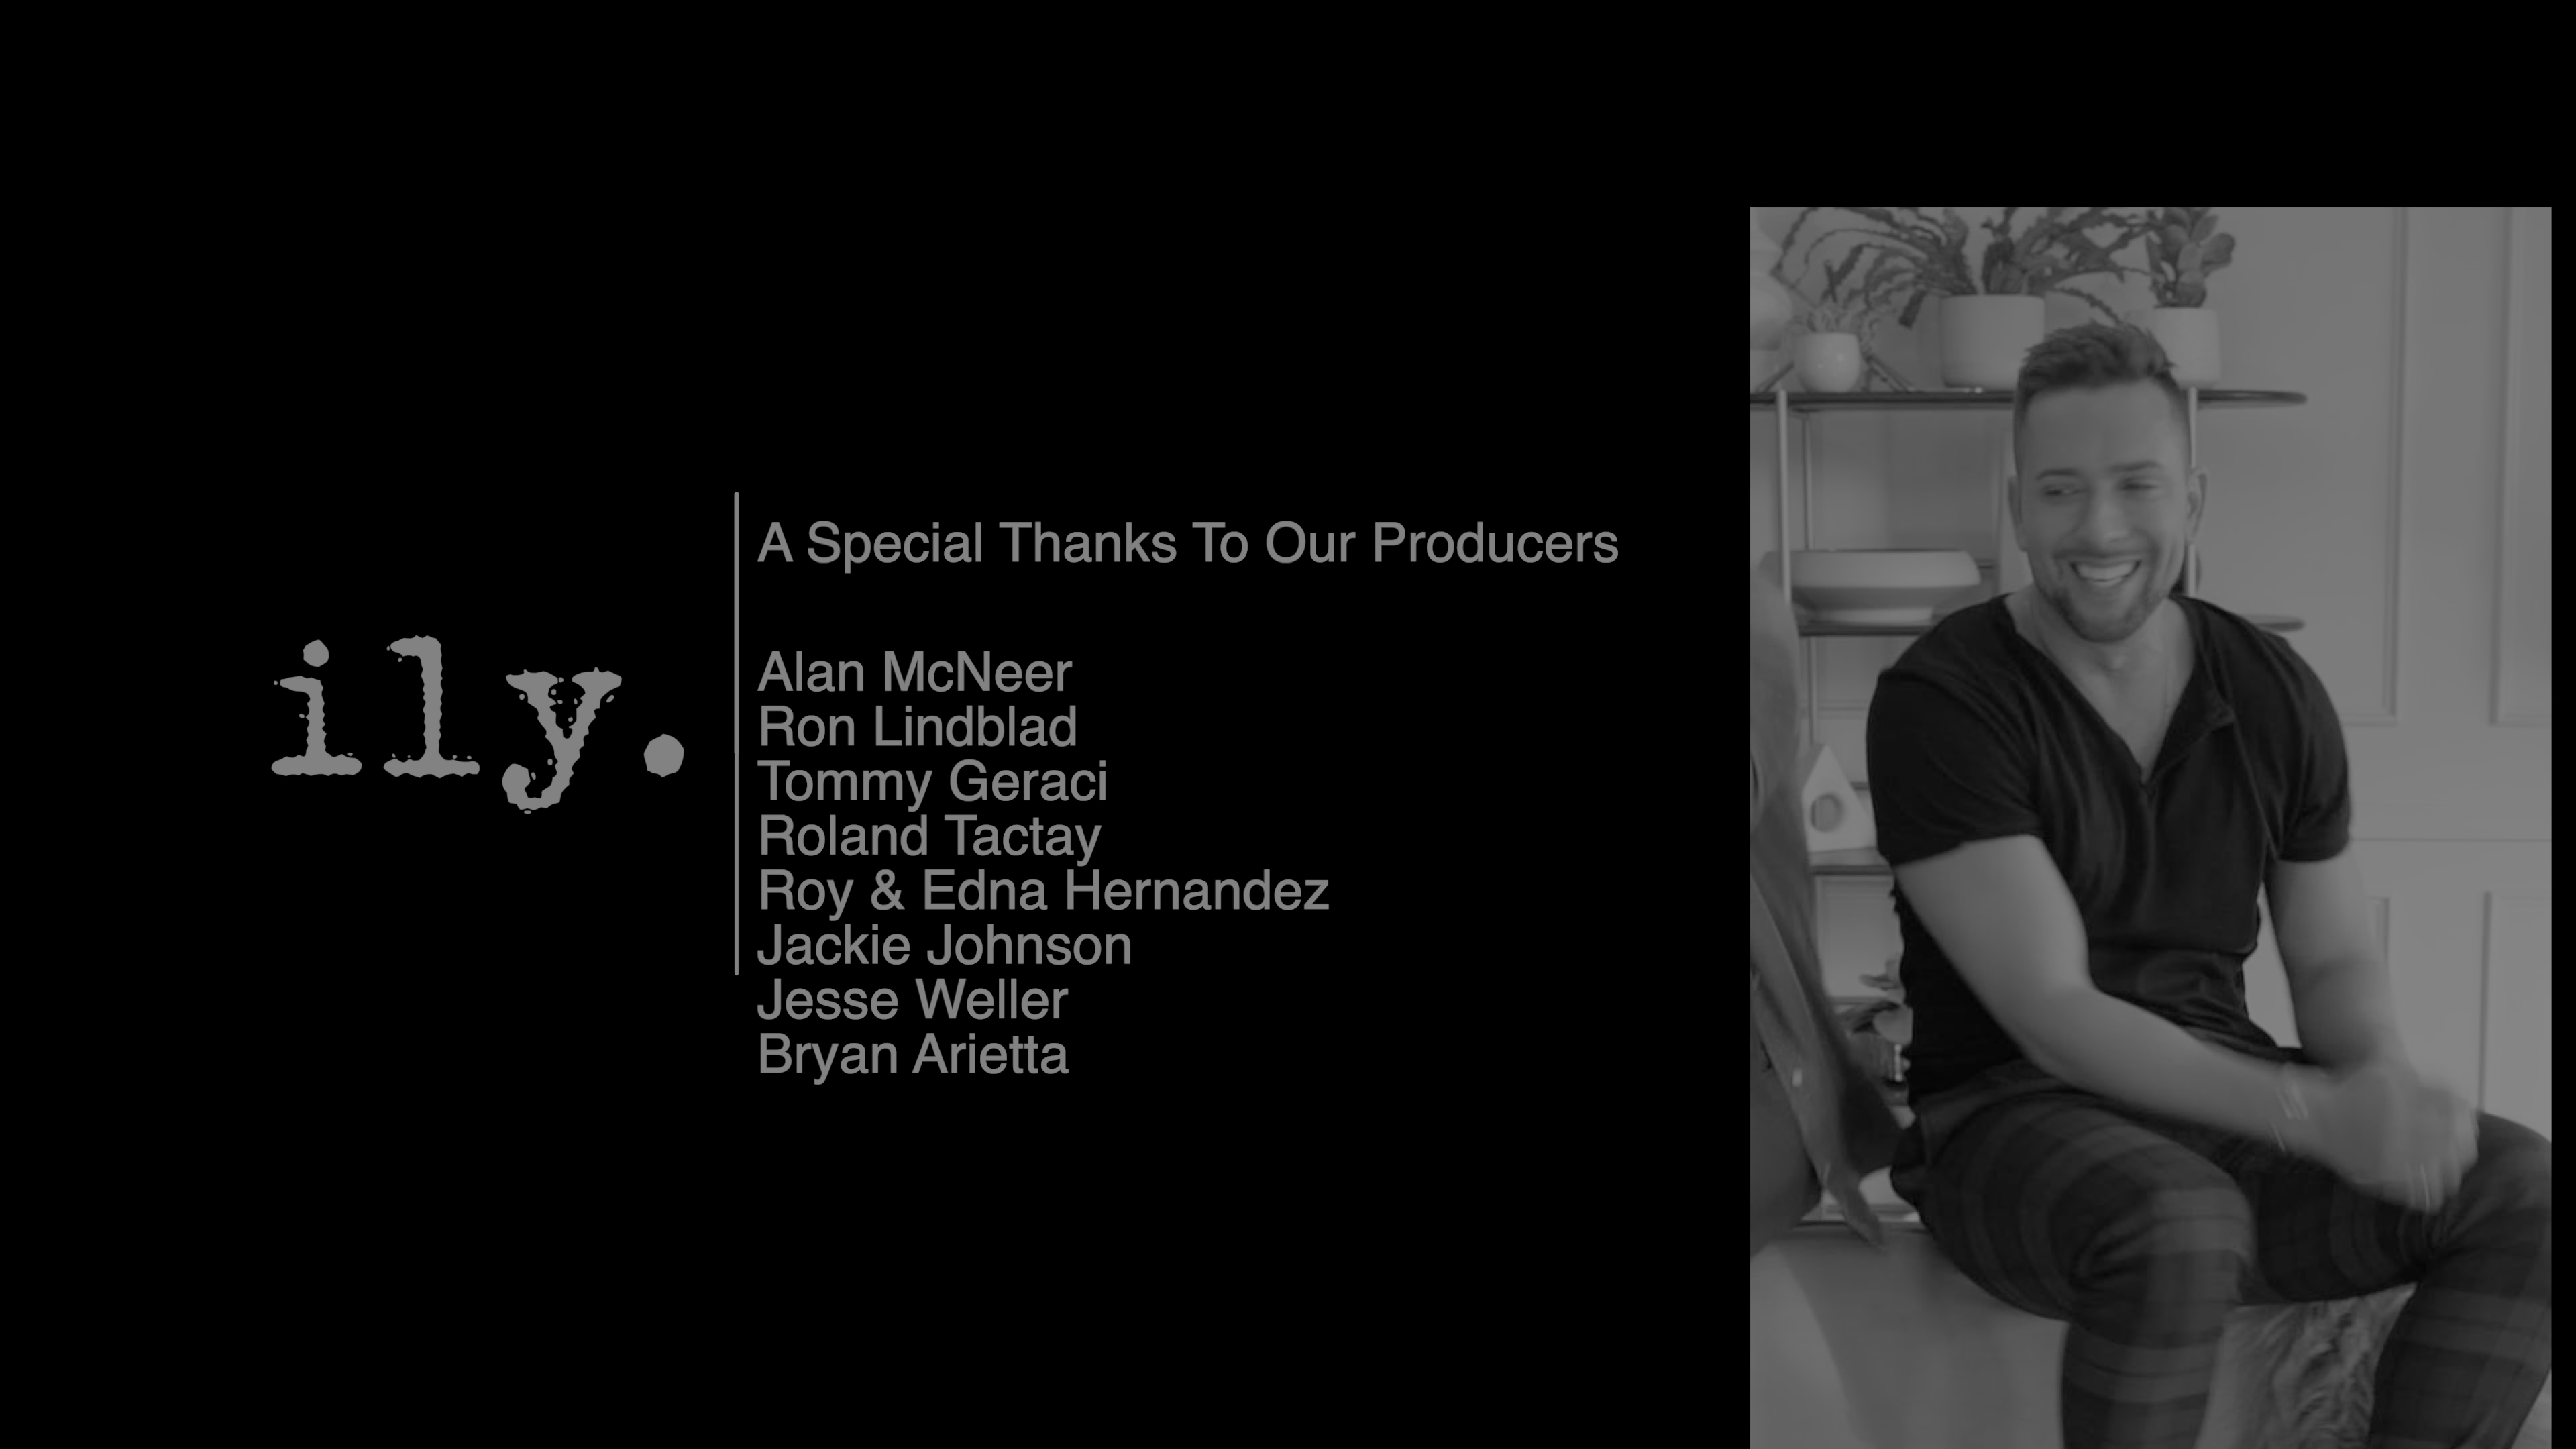 ily.
A Special Thanks To Our Producers
Alan McNeer
Ron Lindblad
Tommy Geraci
Roland Tactay
Roy & Edna Hernandez
Jackie Johnson
Jesse Weller
Bryan Arietta